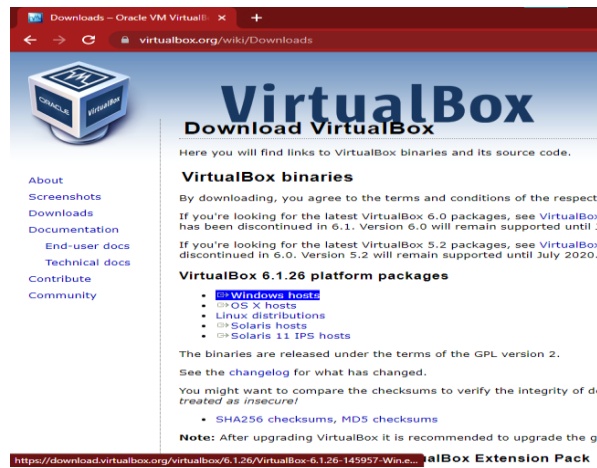 Downloads – Oracle VM VirtualB
virtualbox.org/wiki/Downloads
ORACLE
VirtualBox
VirtualBox
Download VirtualBox
Here you will find links to VirtualBox binaries and its source code.
About
Screenshots
Downloads
Documentation
End-user docs
Technical docs
Contribute
Community
VirtualBox binaries
By downloading, you agree to the terms and conditions of the respect
If you're looking for the latest VirtualBox 6.0 packages, see VirtualBo
has been discontinued in 6.1. Version 6.0 will remain supported until
If you're looking for the latest VirtualBox 5.2 packages, see VirtualBo
discontinued in 6.0. Version 5.2 will remain supported until July 2020.
VirtualBox 6.1.26 platform packages
Windows hosts
OS X hosts
Linux distributions
Solaris hosts
Solaris 11 IPS hosts
The binaries are released under the terms of the GPL version 2.
See the changelog for what has changed.
You might want to compare the checksums to verify the integrity of d
treated as insecure!
SHA256 checksums, MD5 checksums
Note: After upgrading VirtualBox it is recommended to upgrade the g
https://download.virtualbox.org/virtualbox/6.1.26/VirtualBox-6.1.26-145957-Win.e...
ualBox Extension Pack